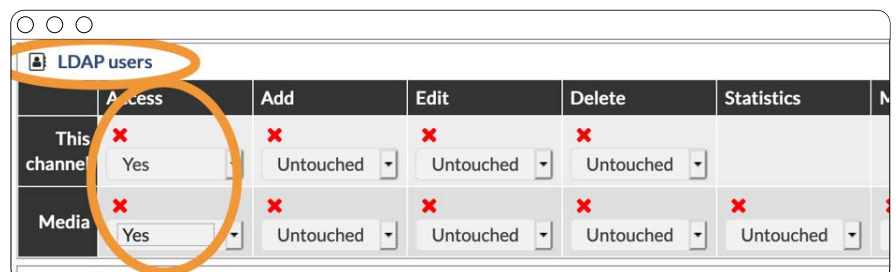 LDAP users
Access Add Edit Delete Statistics
This channel
Yes Untouched Untouched Untouched
Media
Yes Untouched Untouched Untouched Untouched